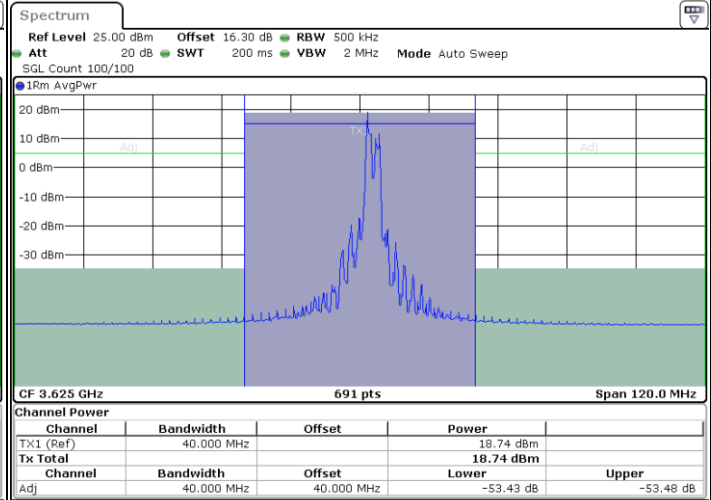 Spectrum
Ref Level 25.00 dBm Offset 16.30 dB RBW 500 kHz
Att 20 dB SWT 200 ms VBW 2 MHz Mode Auto Sweep
SGL Count 100/100
1Rm AvgPwr
20 dBm
TX
10 dBm
Adj Adj
0 dBm
-10 dBm
-20 dBm
-30 dBm
CF 3.625 GHz 691 pts Span 120.0 MHz
Channel Power
Channel Bandwidth Offset Power
TX1 (Ref) 40.000 MHz 18.74 dBm
Tx Total 18.74 dBm
Channel Bandwidth Offset Lower Upper
Adj 40.000 MHz 40.000 MHz -53.43 dB -53.48 dB